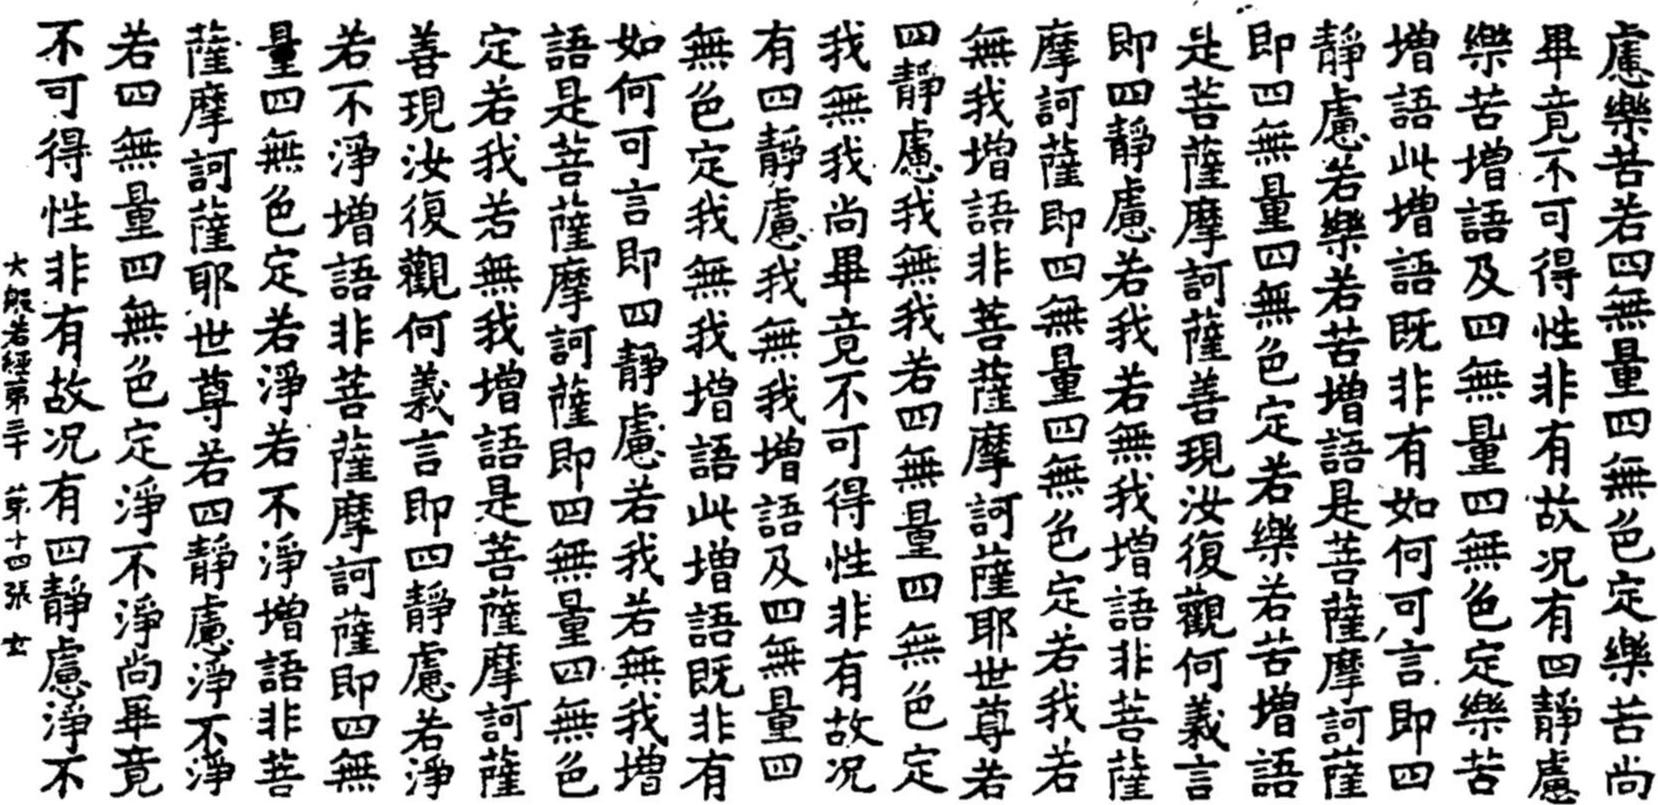 慮樂苦若四無量四無色定樂苦尚
畢竟不可得性非有故况有四靜慮
樂苦增語及四無量四無色定樂苦
增語此增語既非有如何可言即四
靜慮若樂若苦增語是菩薩摩訶薩
即四無量四無色定若樂若苦增語
是菩薩摩訶薩善現汝復觀何義言
即四靜慮若我若無我增語非菩薩
摩訶薩即四無量四無色定若我若
無我增語非菩薩摩訶薩耶世尊若
四靜慮我無我若四無量四無色定
我無我尚畢竟不可得性非有故况
有四靜慮我無我增語及四無量四
無色定我無我增語此增語既非有
如何可言即四靜慮若我若無我增
語是菩薩摩訶薩即四無量四無色
定若我若無我增語是菩薩摩訶薩
善現汝復觀何義言即四靜慮若淨
若不淨增語非菩薩摩訶薩即四無
量四無色定若淨若不淨增語非菩
薩摩訶薩耶世尊若四靜慮淨不淨
若四無量四無色定淨不淨尚畢竟
不可得性非有故况有四靜慮淨不
大般若經第三十 第十四張 玄